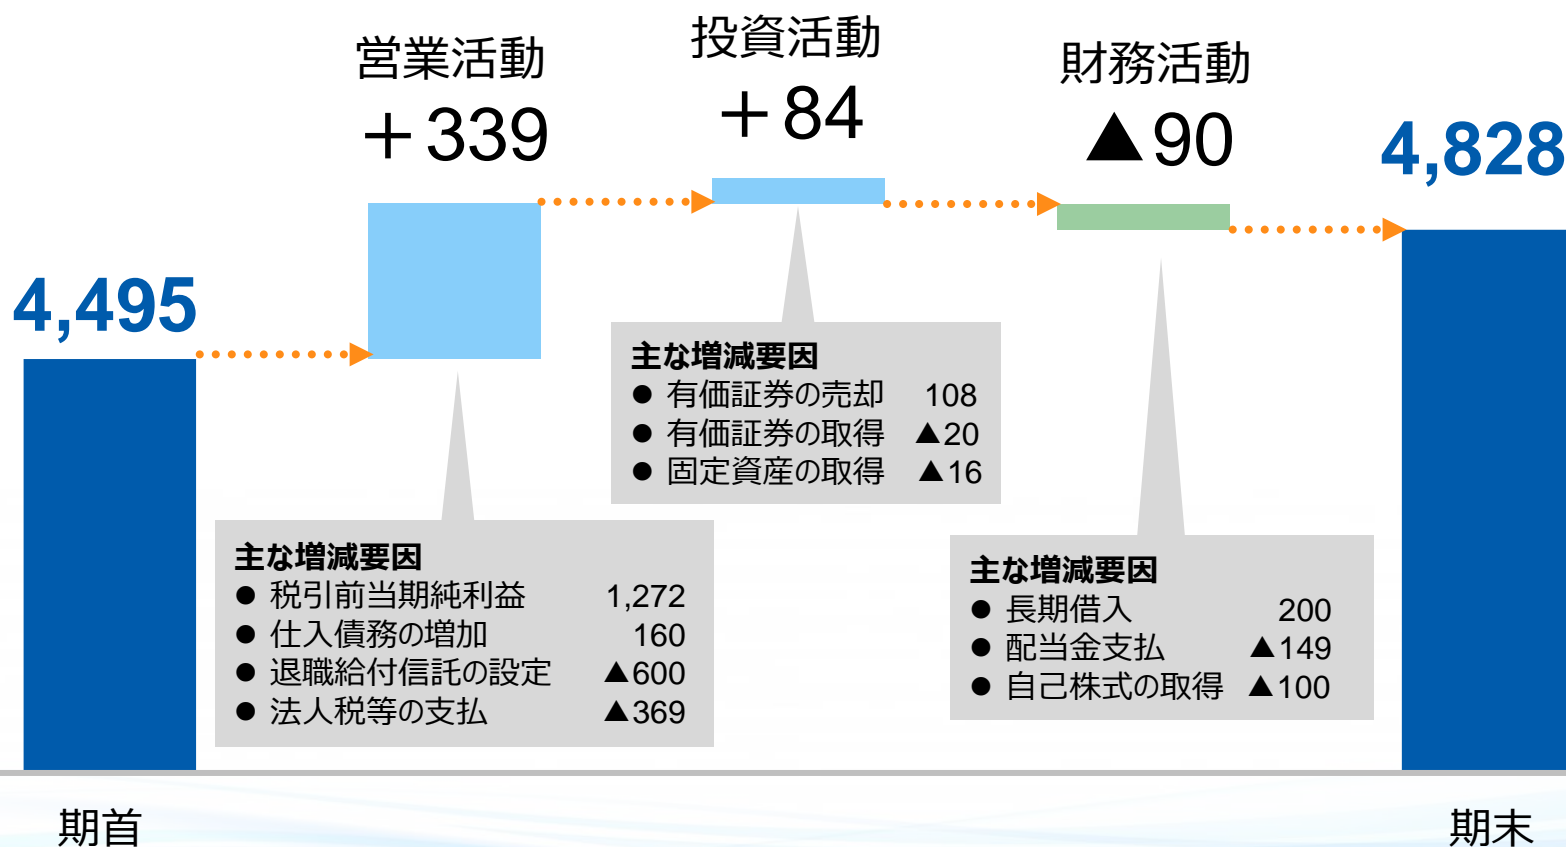 営業活動
＋339
投資活動
＋84
財務活動
▲90
4,495
4,828
主な増減要因
● 税引前当期純利益 1,272
● 仕入債務の増加 160
● 退職給付信託の設定 ▲600
● 法人税等の支払 ▲369
主な増減要因
● 有価証券の売却 108
● 有価証券の取得 ▲20
● 固定資産の取得 ▲16
主な増減要因
● 長期借入 200
● 配当金支払 ▲149
● 自己株式の取得 ▲100
期首
期末